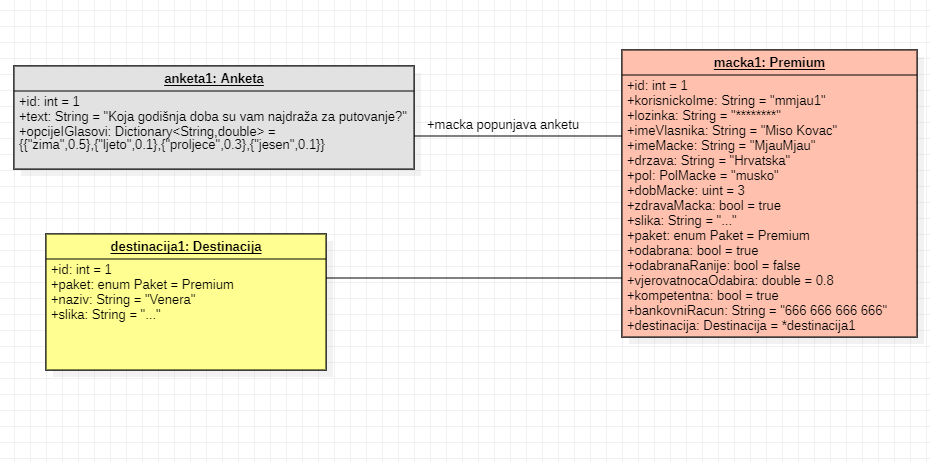 anketa1: Anketa
+id: int = 1
+text: String = "Koja godišnja doba su vam najdraža za putovanje?"
+opcijeIGlasovi: Dictionary<String,double> =
{{"zima",0.5},{"ljeto",0.1},{"proljeće",0.3},{"jesen",0.1}}
+macka popunjava anketu
macka1: Premium
+id: int = 1
+korisnickoIme: String = "mmjau1"
+lozinka: String = "********"
+imeVlasnika: String = "Miso Kovac"
+imeMacke: String = "MjauMjau"
+drzava: String = "Hrvatska"
+pol: PolMacke = "musko"
+dobMacke: uint = 3
+zdravaMacka: bool = true
+slika: String = "..."
+paket: enum Paket = Premium
+odabrana: bool = true
+odabranaRanije: bool = false
+vjerovatnocaOdabira: double = 0.8
+kompetentna: bool = true
+bankovniRacun: String = "666 666 666 666"
+destinacija: Destinacija = *destinacija1
destinacija1: Destinacija
+id: int = 1
+paket: enum Paket = Premium
+naziv: String = "Venera"
+slika: String = "..."